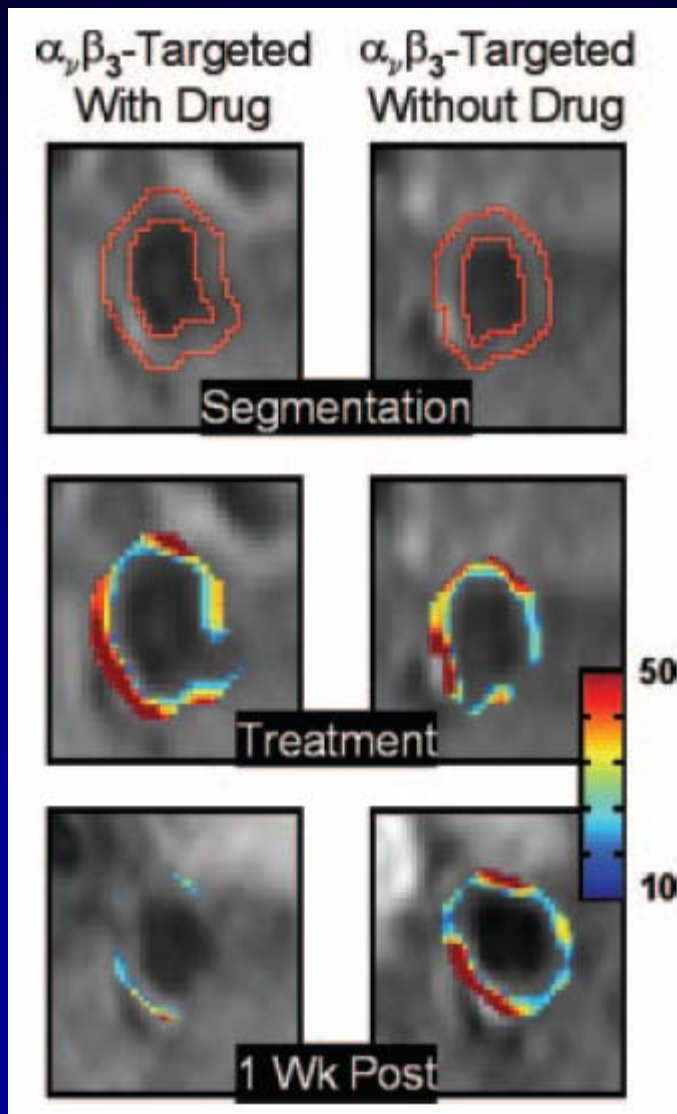 αᵥβ₃-Targeted With Drug
αᵥβ₃-Targeted Without Drug
Segmentation
Treatment
50
10
1 Wk Post